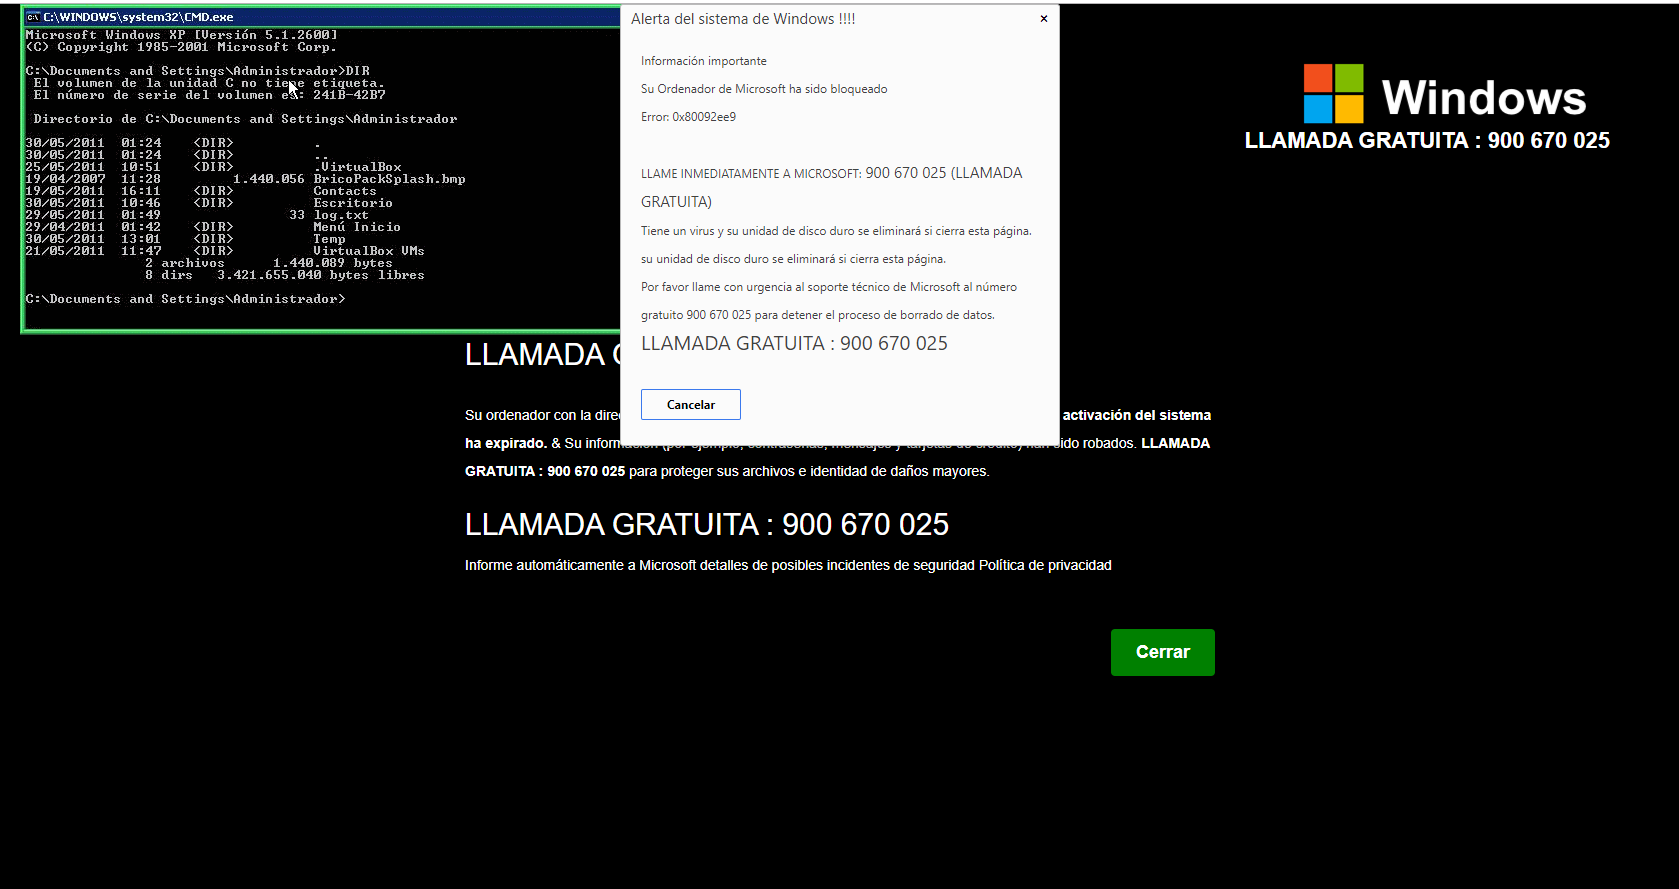 C:\WINDOWS\system32\CMD.exe
Microsoft Windows XP [Versión 5.1.2600]
(C) Copyright 1985-2001 Microsoft Corp.
C:\Documents and Settings\Administrador>DIR
El volumen de la unidad C no tiene etiqueta.
El número de serie del volumen es: 241B-42B7
Directorio de C:\Documents and Settings\Administrador
30/05/2011 01:24 <DIR> .
30/05/2011 01:24 <DIR> ..
25/05/2011 10:51 <DIR> .VirtualBox
19/04/2007 11:28 1.440.056 BricoPackSplash.bmp
19/05/2011 16:11 <DIR> Contacts
30/05/2011 10:46 <DIR> Escritorio
29/05/2011 01:49 33 log.txt
29/04/2011 01:42 <DIR> Menú Inicio
30/05/2011 13:01 <DIR> Temp
21/05/2011 11:47 <DIR> VirtualBox VMs
2 archivos 1.440.089 bytes
8 dirs 3.421.655.040 bytes libres
C:\Documents and Settings\Administrador>
Alerta del sistema de Windows !!!!
×
Información importante
Su Ordenador de Microsoft ha sido bloqueado
Error: 0x80092ee9
LLAME INMEDIATAMENTE A MICROSOFT: 900 670 025 (LLAMADA
GRATUITA)
Tiene un virus y su unidad de disco duro se eliminará si cierra esta página.
su unidad de disco duro se eliminará si cierra esta página.
Por favor llame con urgencia al soporte técnico de Microsoft al número
gratuito 900 670 025 para detener el proceso de borrado de datos.
LLAMADA GRATUITA : 900 670 025
Cancelar
Windows
LLAMADA GRATUITA : 900 670 025
LLAMADA
Su ordenador con la activación del sistema
ha expirado. & Su robados. LLAMADA
GRATUITA : 900 670 025 para proteger sus archivos e identidad de daños mayores.
LLAMADA GRATUITA : 900 670 025
Informe automáticamente a Microsoft detalles de posibles incidentes de seguridad Política de privacidad
Cerrar